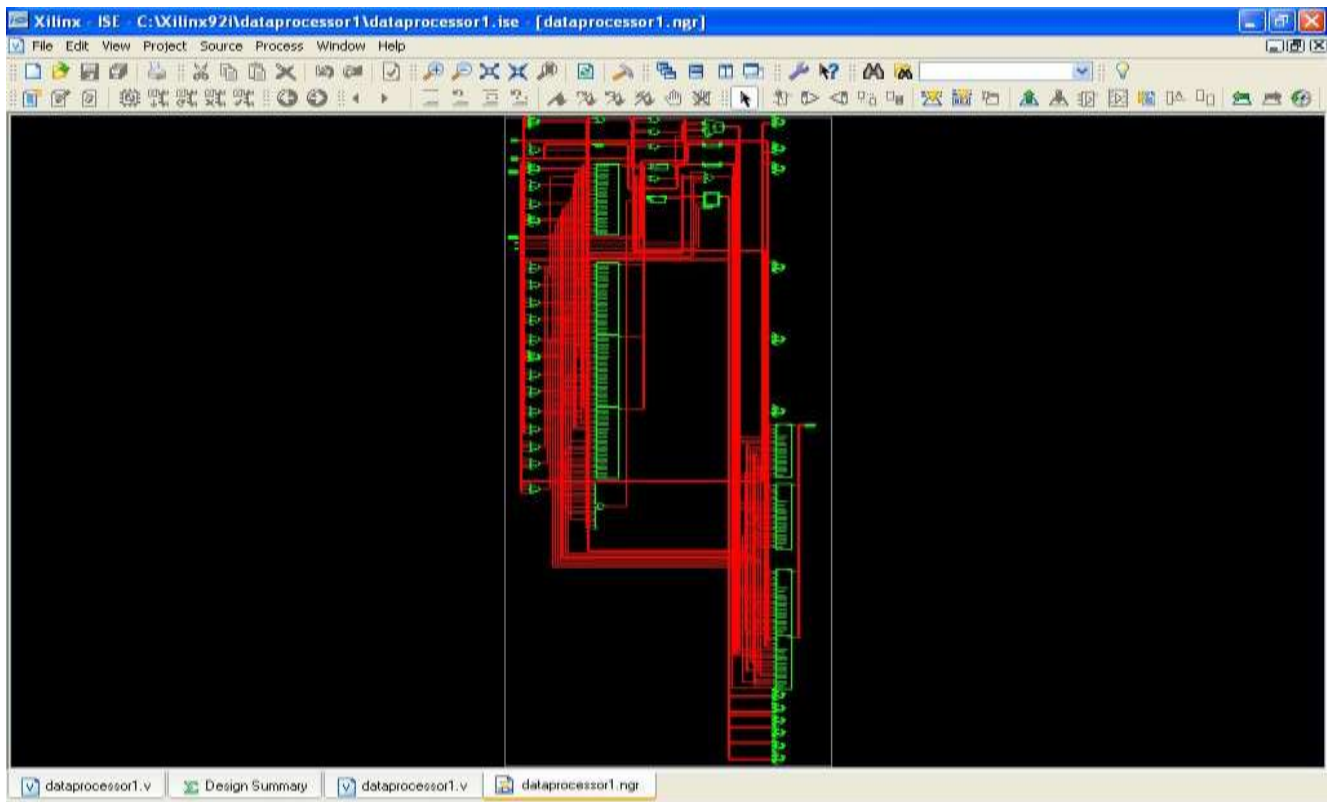 Xilinx - ISE - C:\Xilinx92i\dataprocessor1\dataprocessor1.ise - [dataprocessor1.ngr]
File Edit View Project Source Process Window Help
dataprocessor1.v Design Summary dataprocessor1.v dataprocessor1.ngr